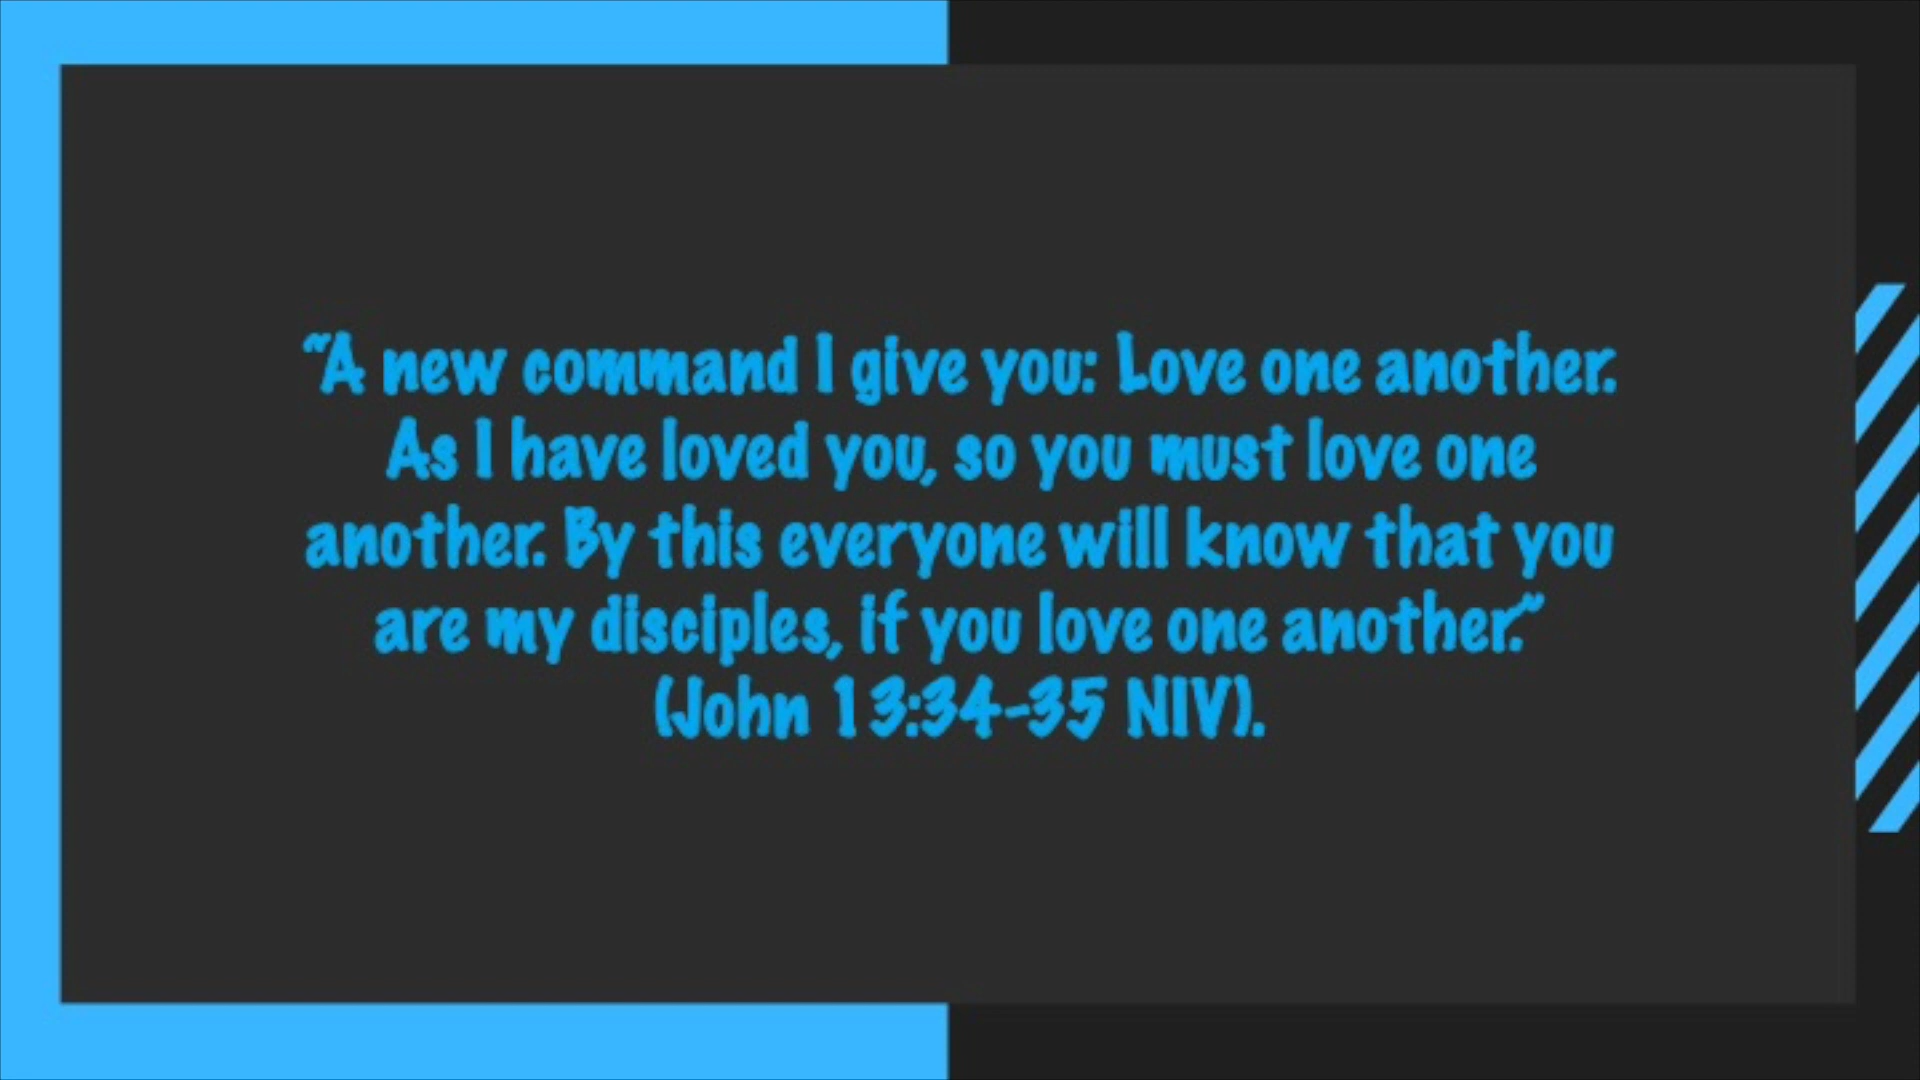 “A new command I give you: Love one another.
As I have loved you, so you must love one
another. By this everyone will know that you
are my disciples, if you love one another.”
(John 13:34-35 NIV).